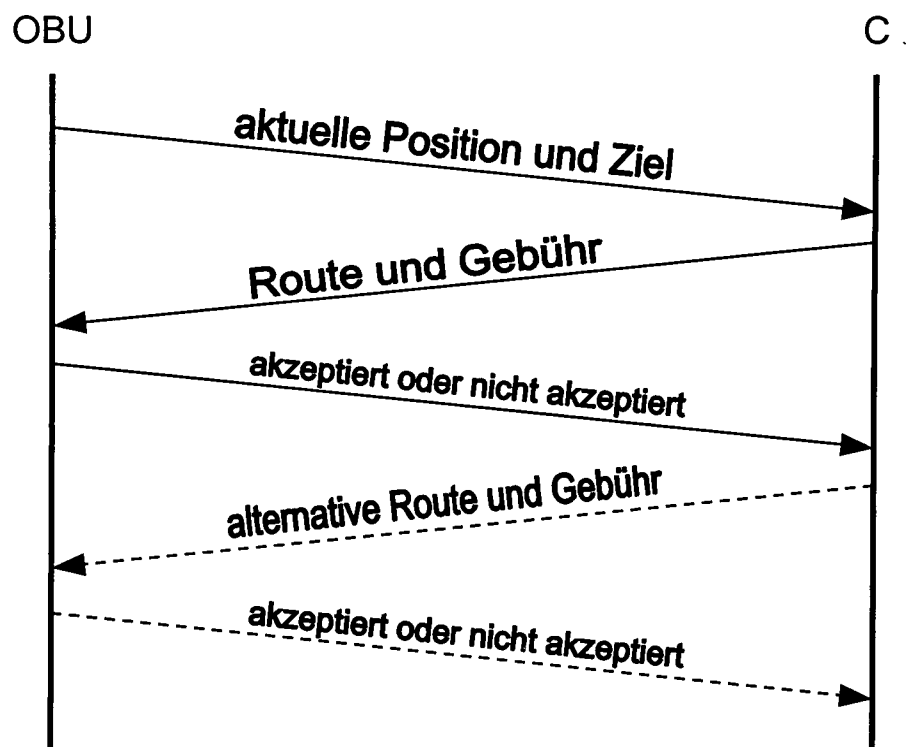 OBU
C
aktuelle Position und Ziel
Route und Gebühr
akzeptiert oder nicht akzeptiert
alternative Route und Gebühr
akzeptiert oder nicht akzeptiert